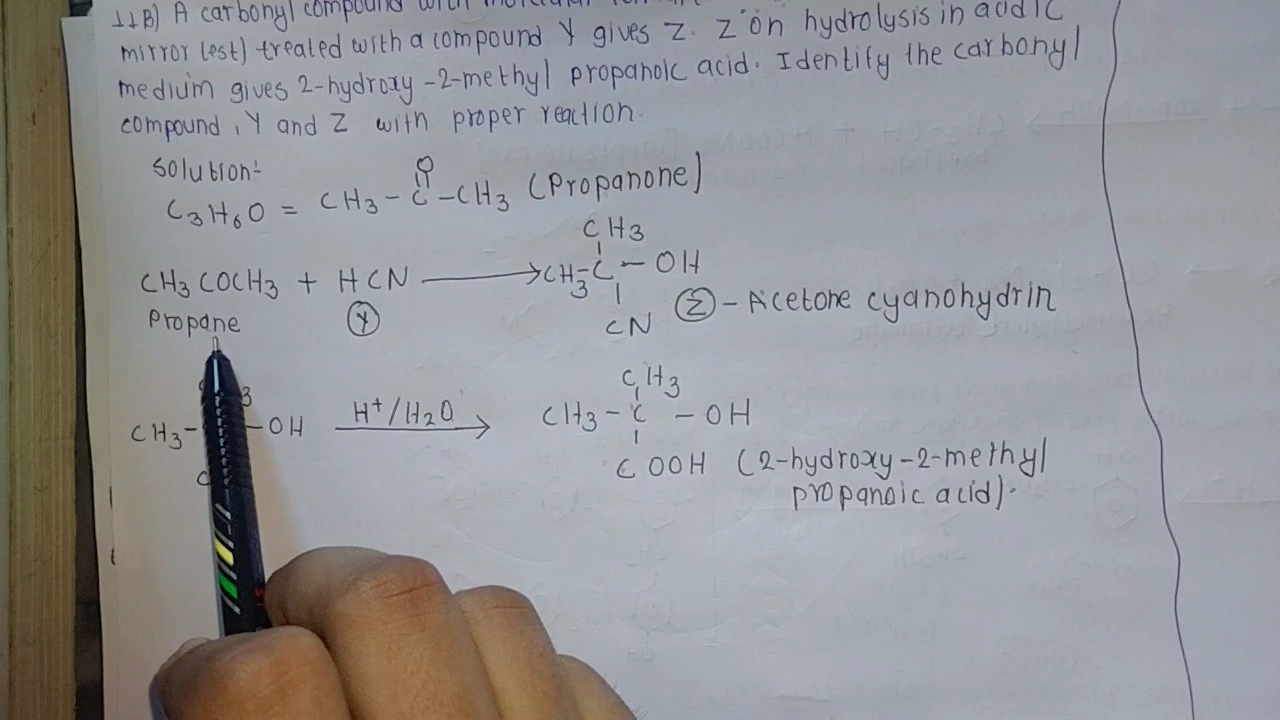 11B) A carbonyl compound with molecular
mirror test) treated with a compound Y gives Z. Z on hydrolysis in acidic
medium gives 2-hydroxy-2-methyl propanoic acid. Identify the carbonyl
compound, Y and Z with proper reaction.
Solution:-
O
C3H6O = CH3-C-CH3 (Propanone)
CH3
CH3COCH3 + HCN → CH3-C-OH
Propane Y CN Z - Acetone cyanohydrin
CH3
CH3- -OH H+/H2O → CH3-C-OH
COOH (2-hydroxy-2-methyl
propanoic acid).